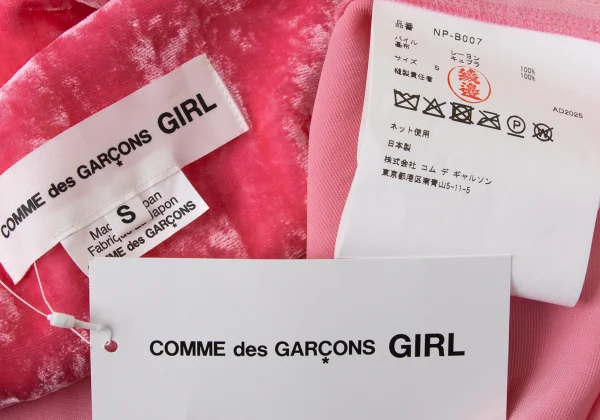 COMME des GARÇONS GIRL
S
Made Japan
Fabriqué Japon
COMME des GARÇONS
品番 NP-B007
パイル レーヨン 100%
基布 キュプラ 100%
サイズ S
縫製責任者
AD2025
ネット使用
日本製
株式会社 コム デ ギャルソン
東京都港区南青山5-11-5
COMME des GARÇONS GIRL